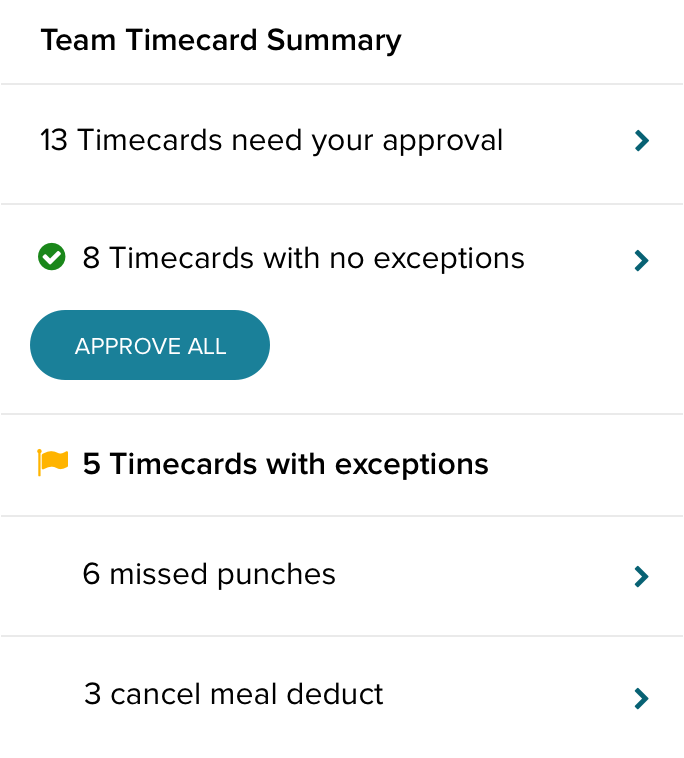 Team Timecard Summary
13 Timecards need your approval
8 Timecards with no exceptions
APPROVE ALL
5 Timecards with exceptions
6 missed punches
3 cancel meal deduct